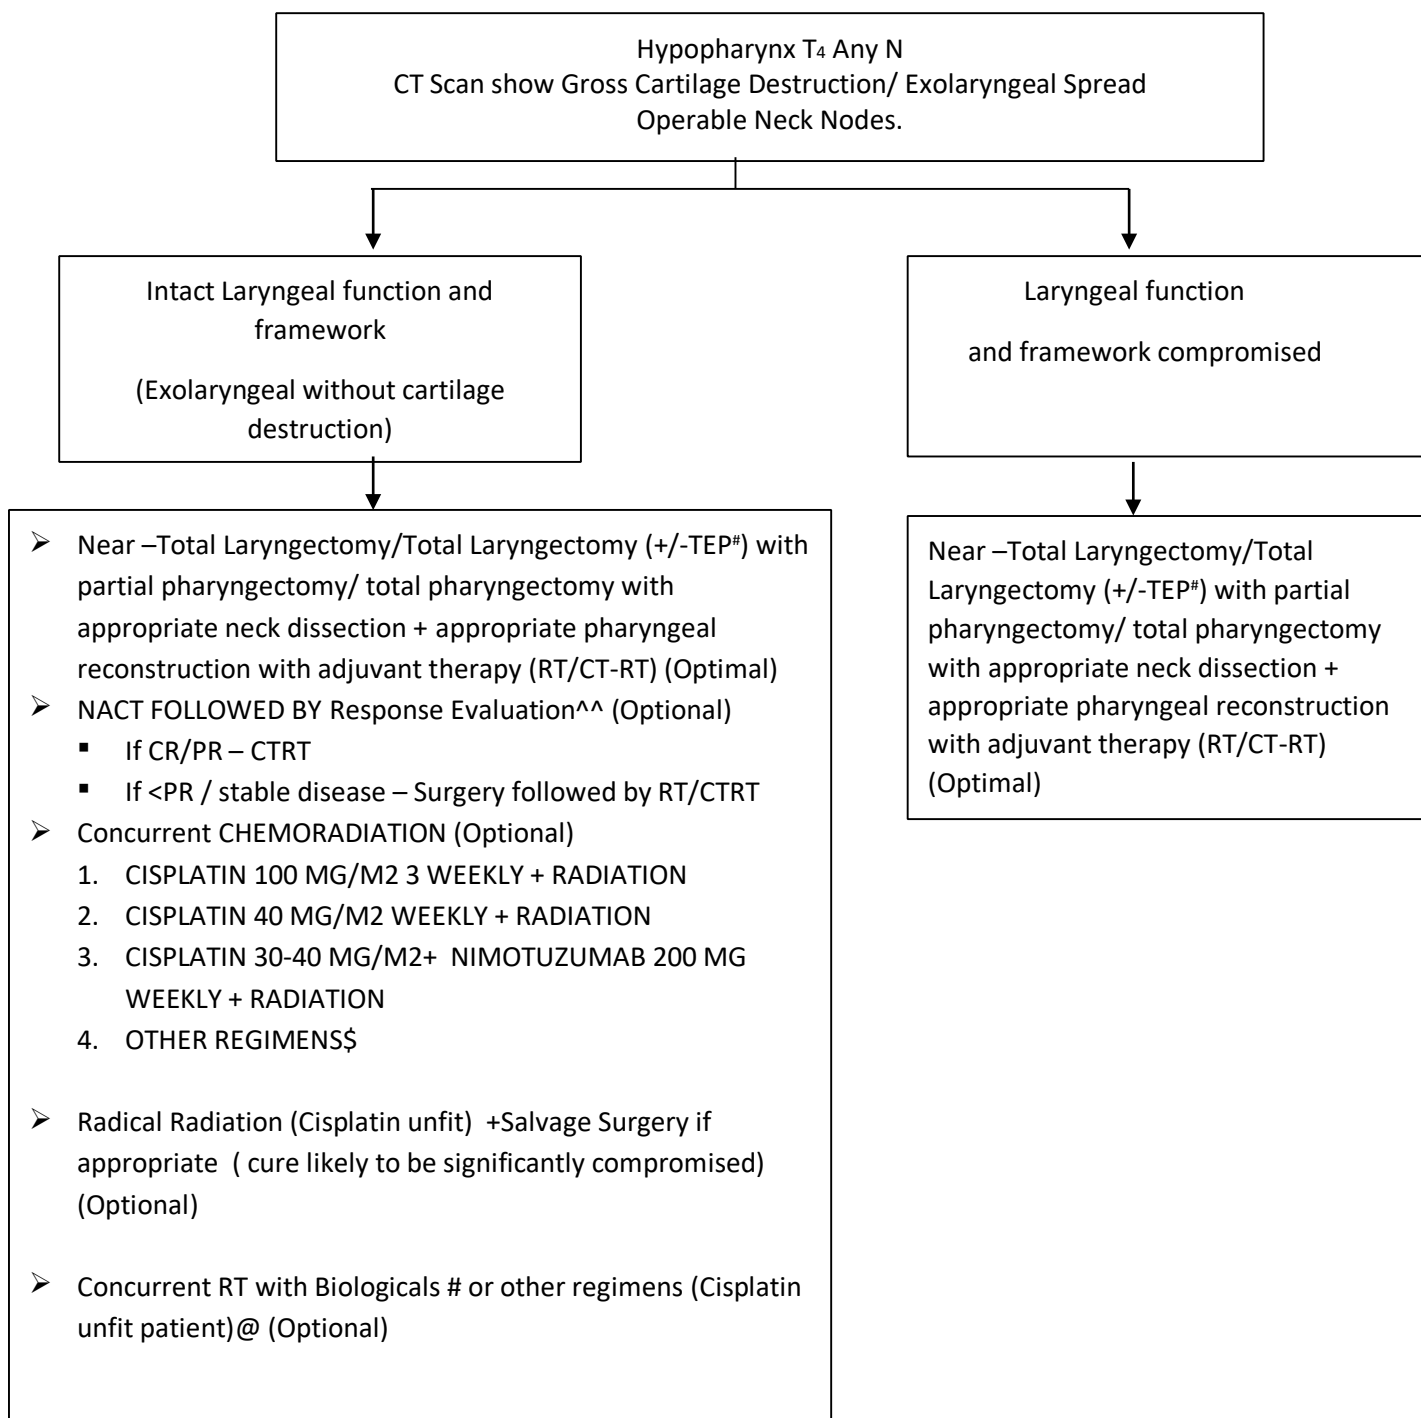 Hypopharynx T₄ Any N
CT Scan show Gross Cartilage Destruction/ Exolaryngeal Spread
Operable Neck Nodes.
Intact Laryngeal function and
framework
(Exolaryngeal without cartilage
destruction)
Laryngeal function
and framework compromised
➢ Near –Total Laryngectomy/Total Laryngectomy (+/-TEP#) with
partial pharyngectomy/ total pharyngectomy with
appropriate neck dissection + appropriate pharyngeal
reconstruction with adjuvant therapy (RT/CT-RT) (Optimal)
➢ NACT FOLLOWED BY Response Evaluation^^ (Optional)
▪ If CR/PR – CTRT
▪ If <PR / stable disease – Surgery followed by RT/CTRT
➢ Concurrent CHEMORADIATION (Optional)
1. CISPLATIN 100 MG/M2 3 WEEKLY + RADIATION
2. CISPLATIN 40 MG/M2 WEEKLY + RADIATION
3. CISPLATIN 30-40 MG/M2+ NIMOTUZUMAB 200 MG
WEEKLY + RADIATION
4. OTHER REGIMENS$
➢ Radical Radiation (Cisplatin unfit) +Salvage Surgery if
appropriate ( cure likely to be significantly compromised)
(Optional)
➢ Concurrent RT with Biologicals # or other regimens (Cisplatin
unfit patient)@ (Optional)
Near –Total Laryngectomy/Total
Laryngectomy (+/-TEP#) with partial
pharyngectomy/ total pharyngectomy
with appropriate neck dissection +
appropriate pharyngeal reconstruction
with adjuvant therapy (RT/CT-RT)
(Optimal)